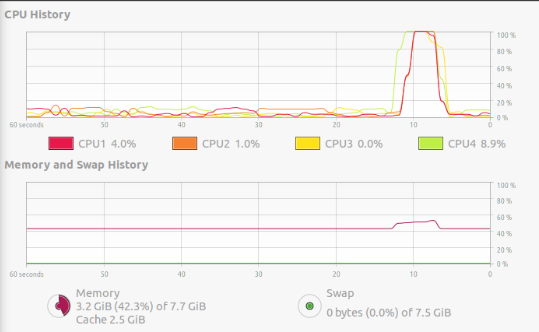 CPU History
100 %
80 %
60 %
40 %
20 %
0 %
60 seconds 50 40 30 20 10 0
CPU1 4.0% CPU2 1.0% CPU3 0.0% CPU4 8.9%
Memory and Swap History
100 %
80 %
60 %
40 %
20 %
0 %
60 seconds 50 40 30 20 10 0
Memory
3.2 GiB (42.3%) of 7.7 GiB
Cache 2.5 GiB
Swap
0 bytes (0.0%) of 7.5 GiB